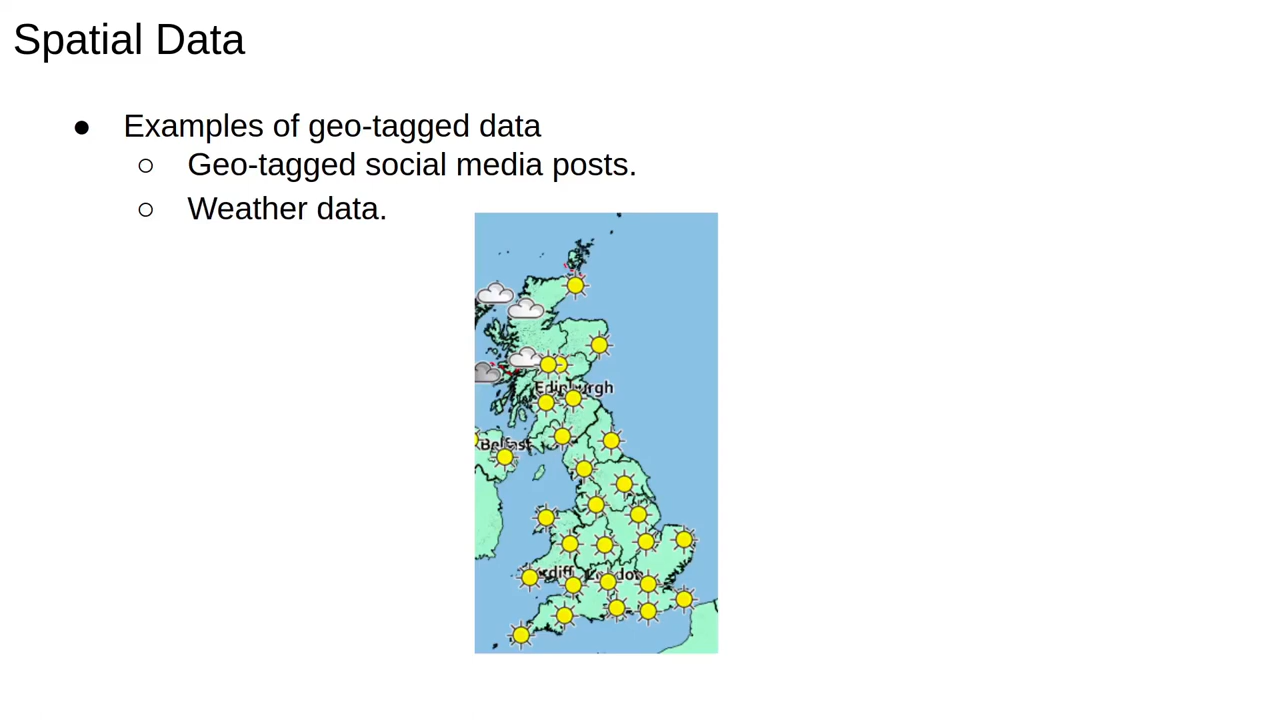 Spatial Data
● Examples of geo-tagged data
○ Geo-tagged social media posts.
○ Weather data.
Edinburgh
Belfast